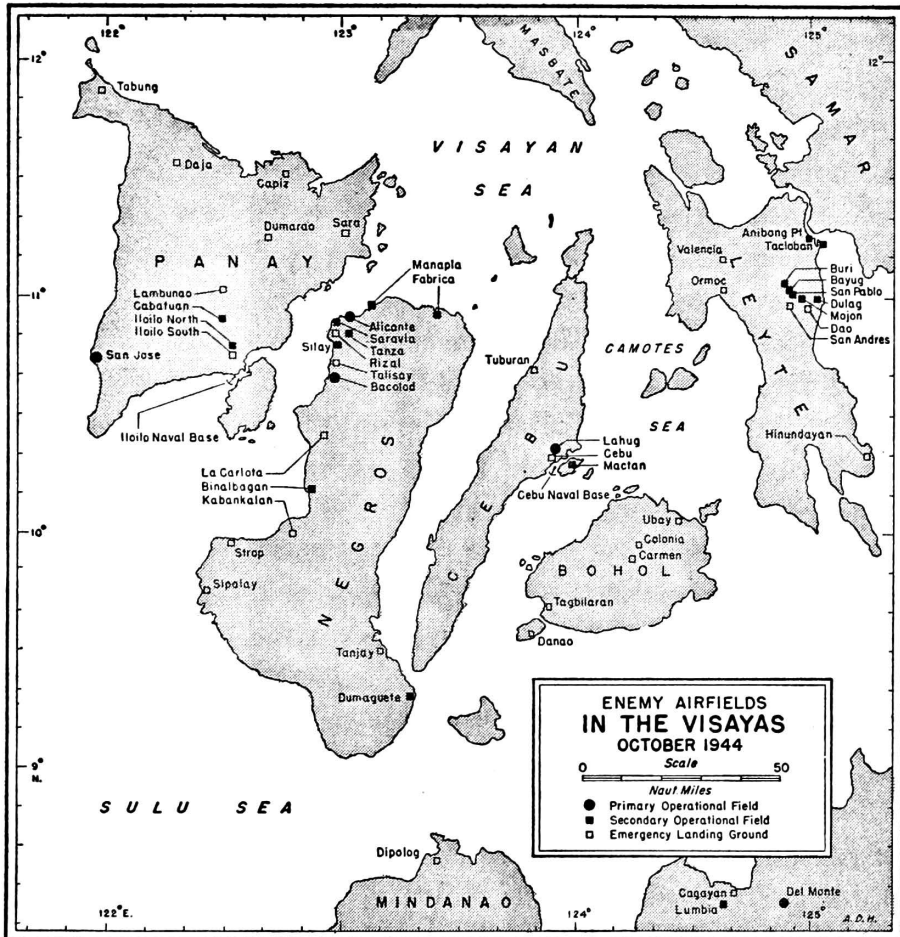 122°
123
124
125
12°
12°
MASBATE
SAMAR
Tabung
VISAYAN
SEA
Daja
Capiz
Dumarao
Sara
PANAY
Anibong Pt
Tacloban
Valencia
Ormoc
LEYTE
Buri
Bayug
San Pablo
Dulag
Mojon
Dao
San Andres
Manapla
Fabrica
Lambunao
Cabatuan
Iloilo North
Iloilo South
11°
11°
Alicante
Saravia
Tanza
Rizal
Talisay
Bacolod
Silay
San Jose
Iloilo Naval Base
Tuburan
CAMOTES
SEA
CEBU
Lahug
Cebu
Mactan
Cebu Naval Base
Hinundayan
La Carlota
Binalbagan
Kabankalan
NEGROS
10°
10°
Strop
Sipalay
Ubay
Colonia
Carmen
BOHOL
Tagbilaran
Danao
Tanjay
Dumaguete
9°
N.
SULU SEA
ENEMY AIRFIELDS
IN THE VISAYAS
OCTOBER 1944
Scale
0 50
Naut Miles
Primary Operational Field
Secondary Operational Field
Emergency Landing Ground
Dipolog
MINDANAO
Cagayan
Lumbia
Del Monte
122°E.
124°
125°
A.D.H.